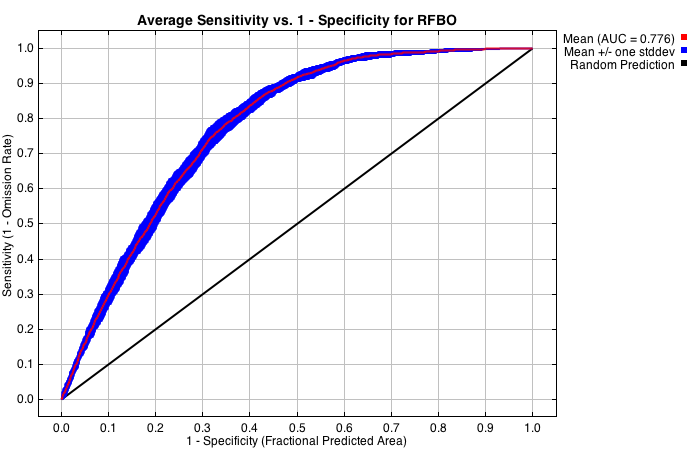 Average Sensitivity vs. 1 - Specificity for RFBO
Mean (AUC = 0.776)
Mean +/- one stddev
Random Prediction
Sensitivity (1 - Omission Rate)
1.0
0.9
0.8
0.7
0.6
0.5
0.4
0.3
0.2
0.1
0.0
0.0 0.1 0.2 0.3 0.4 0.5 0.6 0.7 0.8 0.9 1.0
1 - Specificity (Fractional Predicted Area)